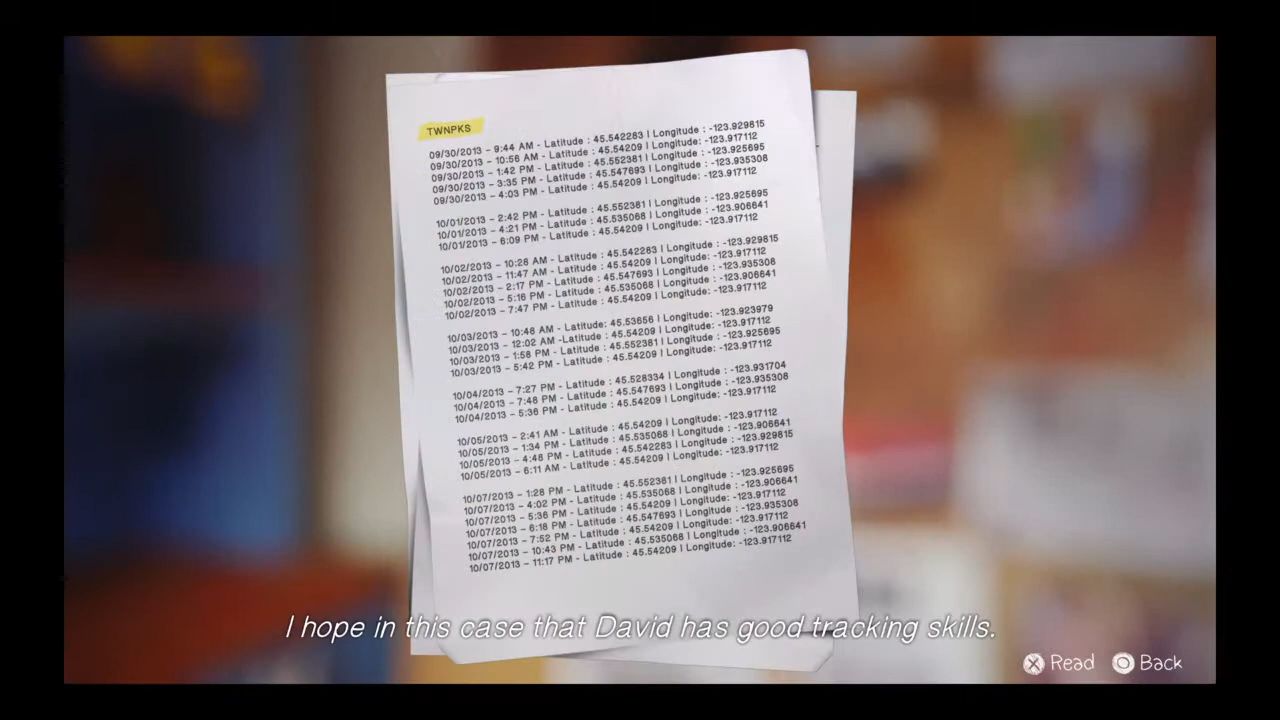 TWNPKS
09/30/2013 - 9:44 AM - Latitude : 45.542283 | Longitude : -123.929815
09/30/2013 - 10:56 AM - Latitude : 45.54209 | Longitude : -123.917112
09/30/2013 - 1:42 PM - Latitude : 45.552381 | Longitude : -123.925695
09/30/2013 - 3:35 PM - Latitude : 45.547693 | Longitude : -123.935308
09/30/2013 - 4:03 PM - Latitude : 45.54209 | Longitude: -123.917112
10/01/2013 - 2:42 PM - Latitude : 45.552381 | Longitude : -123.925695
10/01/2013 - 4:21 PM - Latitude : 45.535068 | Longitude : -123.906641
10/01/2013 - 6:09 PM - Latitude : 45.54209 | Longitude: -123.917112
10/02/2013 - 10:28 AM - Latitude : 45.542283 | Longitude : -123.929815
10/02/2013 - 11:47 AM - Latitude : 45.54209 | Longitude: -123.917112
10/02/2013 - 2:17 PM - Latitude : 45.547693 | Longitude : -123.935308
10/02/2013 - 5:16 PM - Latitude : 45.535068 | Longitude : -123.906641
10/02/2013 - 7:47 PM - Latitude : 45.54209 | Longitude: -123.917112
10/03/2013 - 10:48 AM - Latitude: 45.53656 | Longitude: -123.923979
10/03/2013 - 12:02 AM -Latitude : 45.54209 | Longitude: -123.917112
10/03/2013 - 1:58 PM - Latitude : 45.552381 | Longitude : -123.925695
10/03/2013 - 5:42 PM - Latitude : 45.54209 | Longitude: -123.917112
10/04/2013 - 7:27 PM - Latitude : 45.528334 | Longitude : -123.931704
10/04/2013 - 7:48 PM - Latitude : 45.547693 | Longitude : -123.935308
10/04/2013 - 5:36 PM - Latitude : 45.54209 | Longitude: -123.917112
10/05/2013 - 2:41 AM - Latitude : 45.54209 | Longitude: -123.917112
10/05/2013 - 1:34 PM - Latitude : 45.535068 | Longitude : -123.906641
10/05/2013 - 4:48 PM - Latitude : 45.542283 | Longitude : -123.929815
10/05/2013 - 6:11 AM - Latitude : 45.54209 | Longitude: -123.917112
10/07/2013 - 1:28 PM - Latitude : 45.552381 | Longitude : -123.925695
10/07/2013 - 4:02 PM - Latitude : 45.535068 | Longitude : -123.906641
10/07/2013 - 5:36 PM - Latitude : 45.54209 | Longitude: -123.917112
10/07/2013 - 6:18 PM - Latitude : 45.547693 | Longitude : -123.935308
10/07/2013 - 7:52 PM - Latitude : 45.54209 | Longitude: -123.917112
10/07/2013 - 10:43 PM - Latitude : 45.535068 | Longitude : -123.906641
10/07/2013 - 11:17 PM - Latitude : 45.54209 | Longitude: -123.917112
I hope in this case that David has good tracking skills.
Read Back